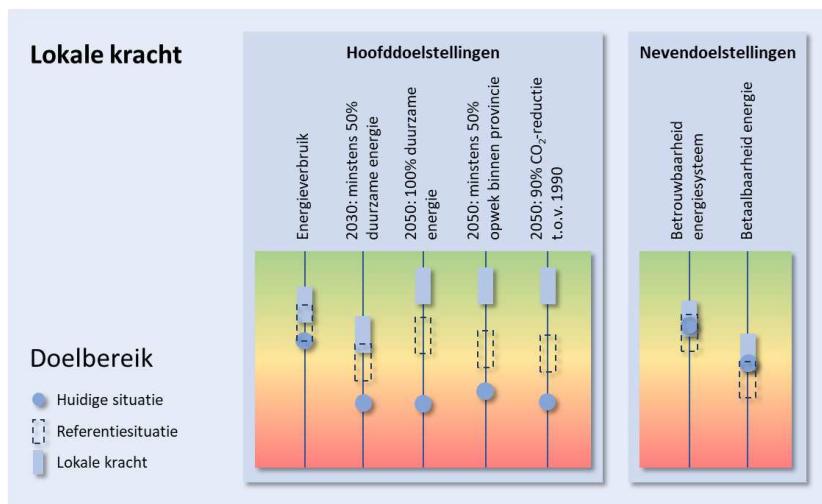 Lokale kracht
Hoofddoelstellingen
Energieverbruik
2030: minstens 50%
duurzame energie
2050: 100% duurzame
energie
2050: minstens 50%
opwek binnen provincie
2050: 90% CO₂-reductie
t.o.v. 1990
Nevendoelstellingen
Betrouwbaarheid
energiesysteem
Betaalbaarheid energie
Doelbereik
Huidige situatie
Referentiesituatie
Lokale kracht